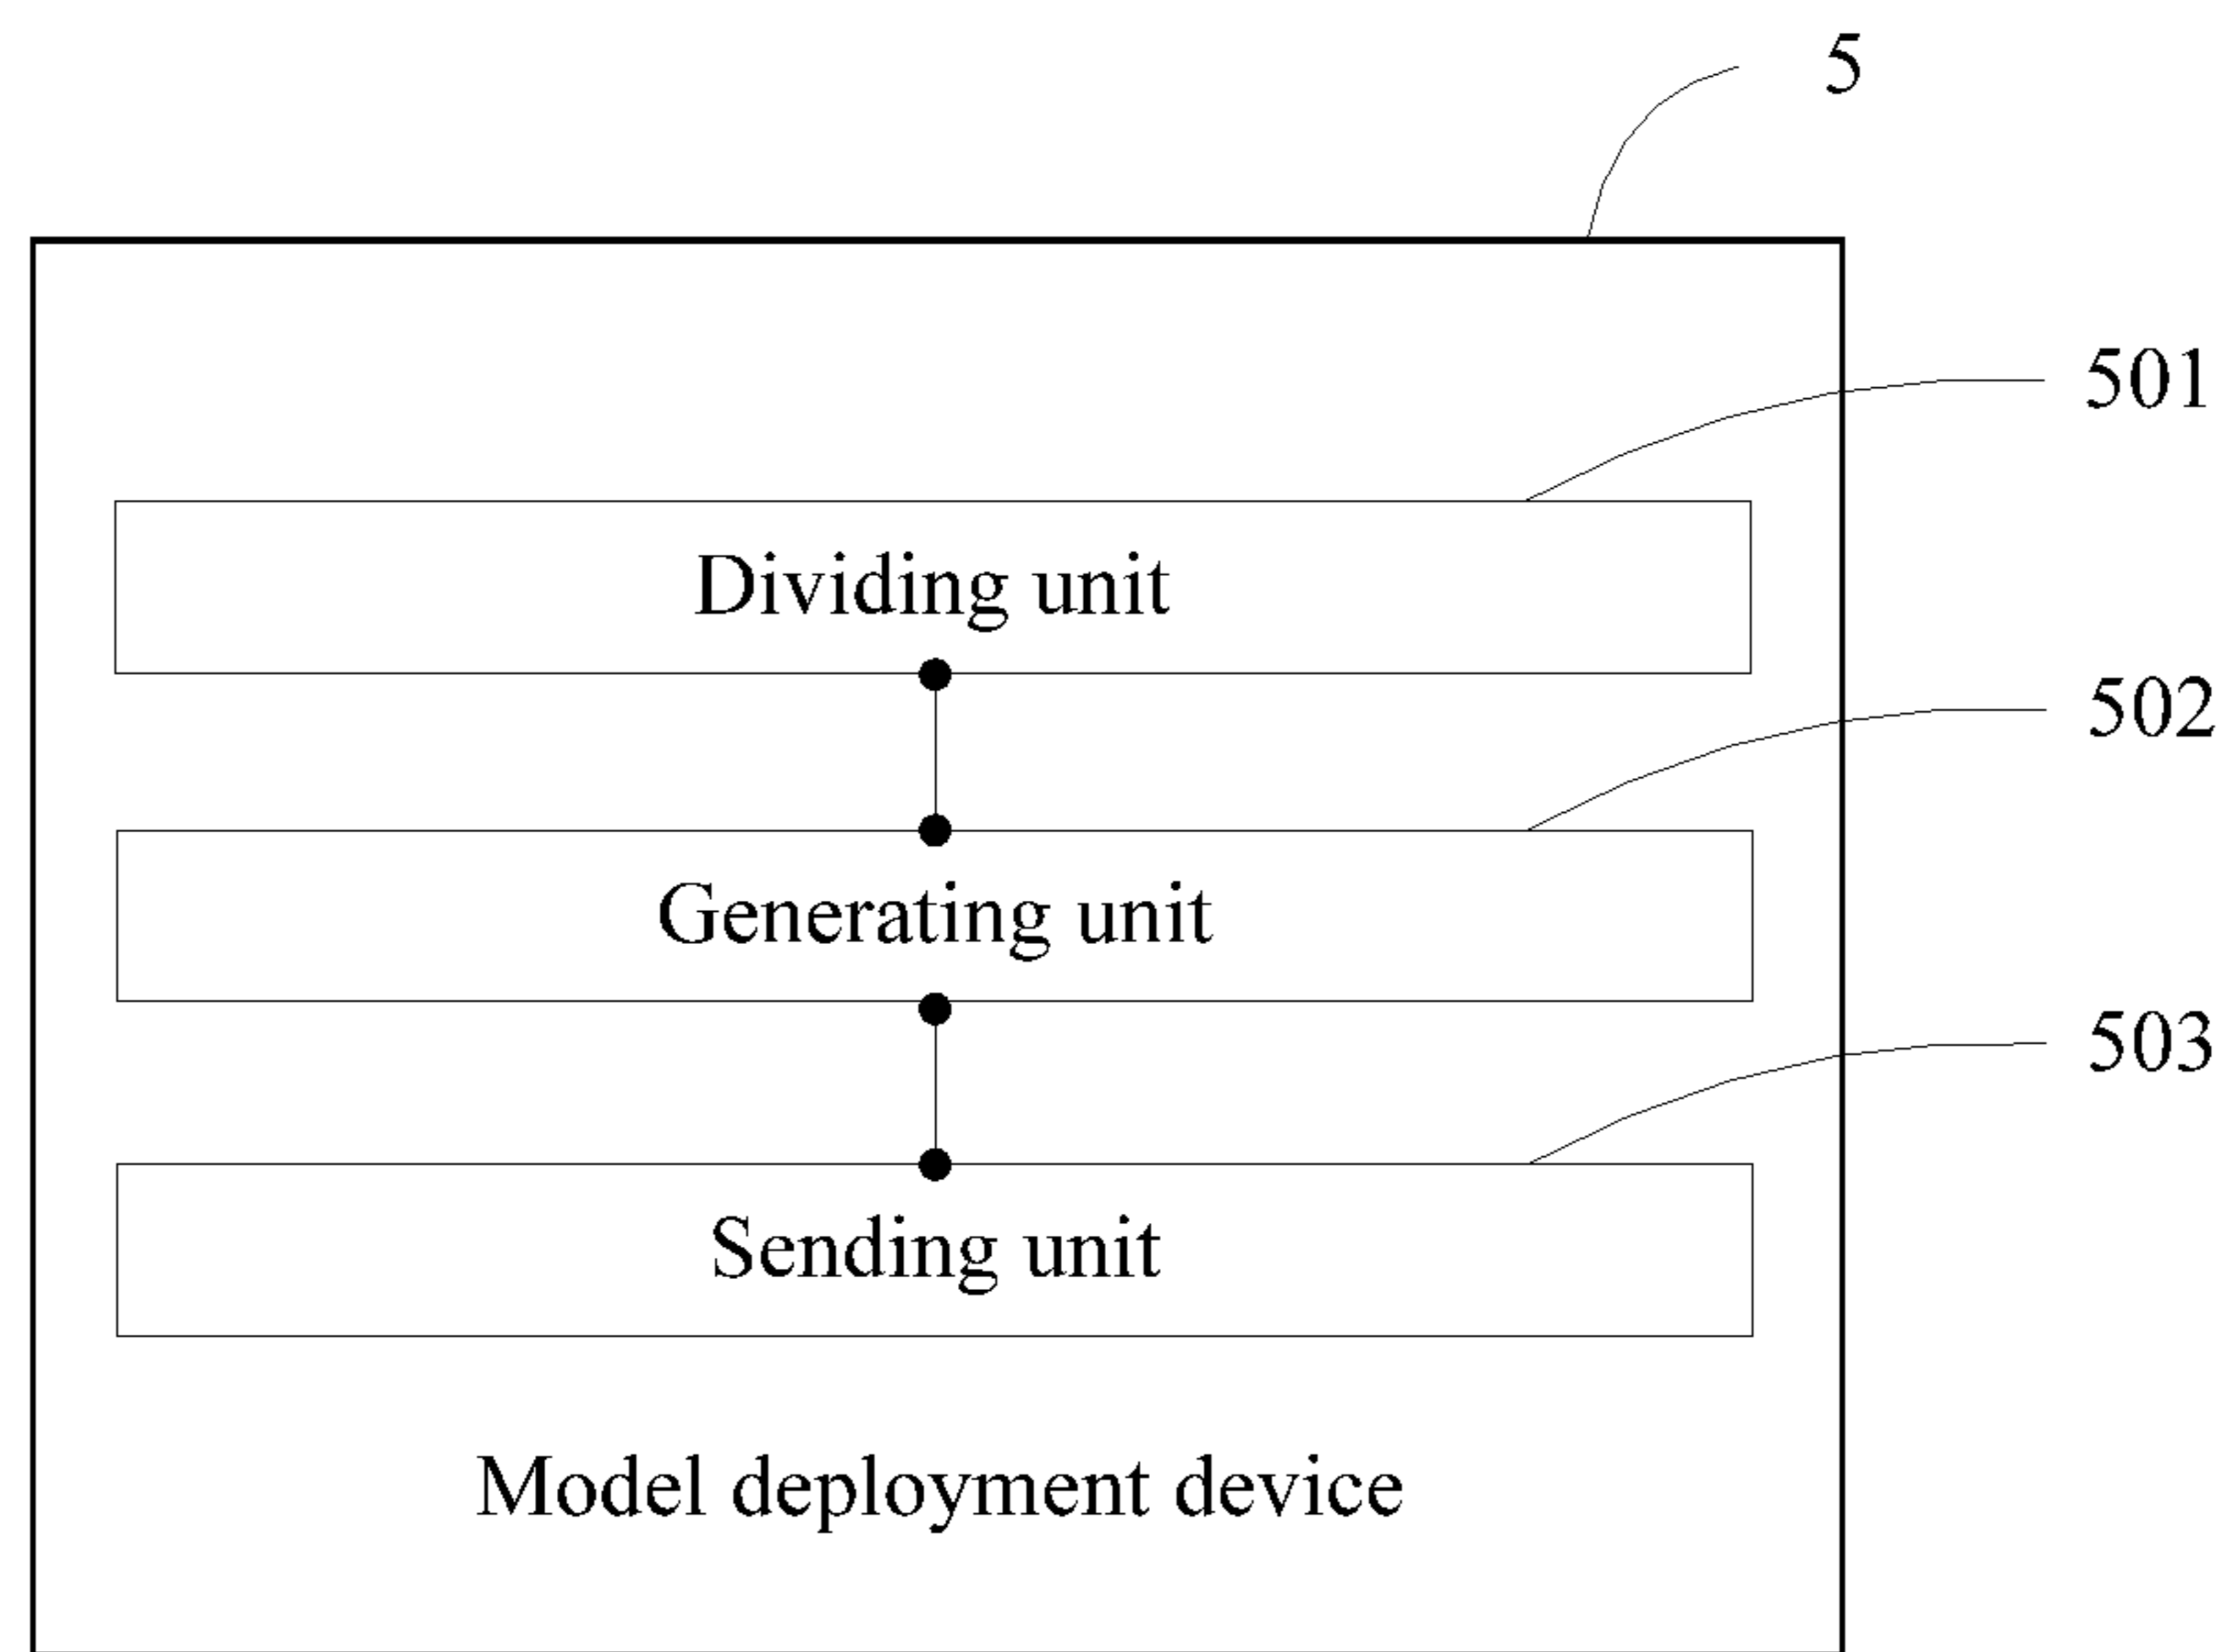 5
501
Dividing unit
502
Generating unit
503
Sending unit
Model deployment device